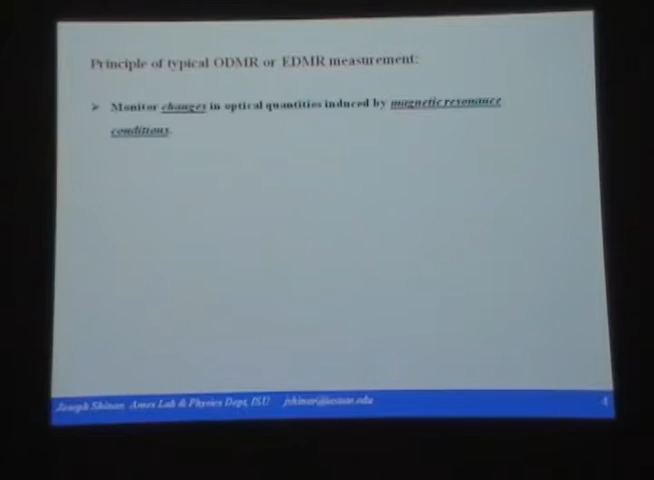 Principle of typical ODMR or EDMR measurement:
➢ Monitor changes in optical quantities induced by magnetic resonance
conditions.
Joseph Shinar Ames Lab & Physics Dept, ISU jshinar@iastate.edu 4